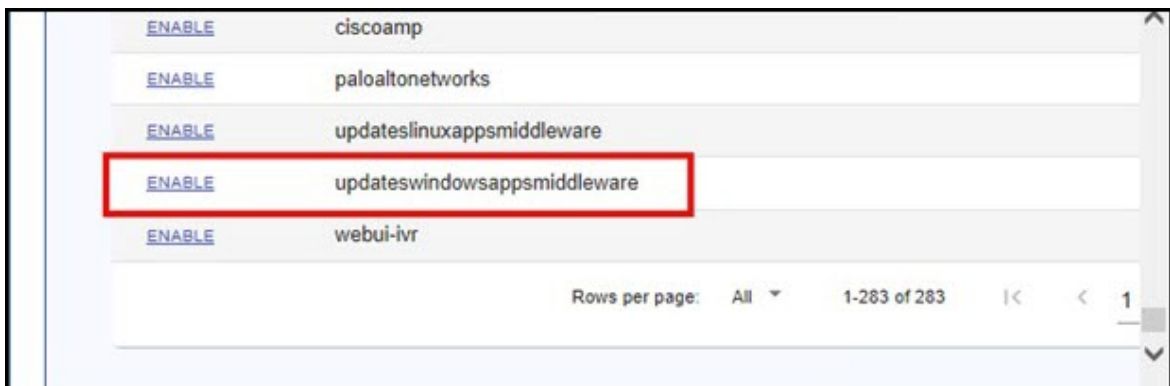 ENABLE ciscoamp
ENABLE paloaltonetworks
ENABLE updateslinuxappsmiddleware
ENABLE updateswindowsappsmiddleware
ENABLE webui-ivr
Rows per page: All 1-283 of 283 |< < 1